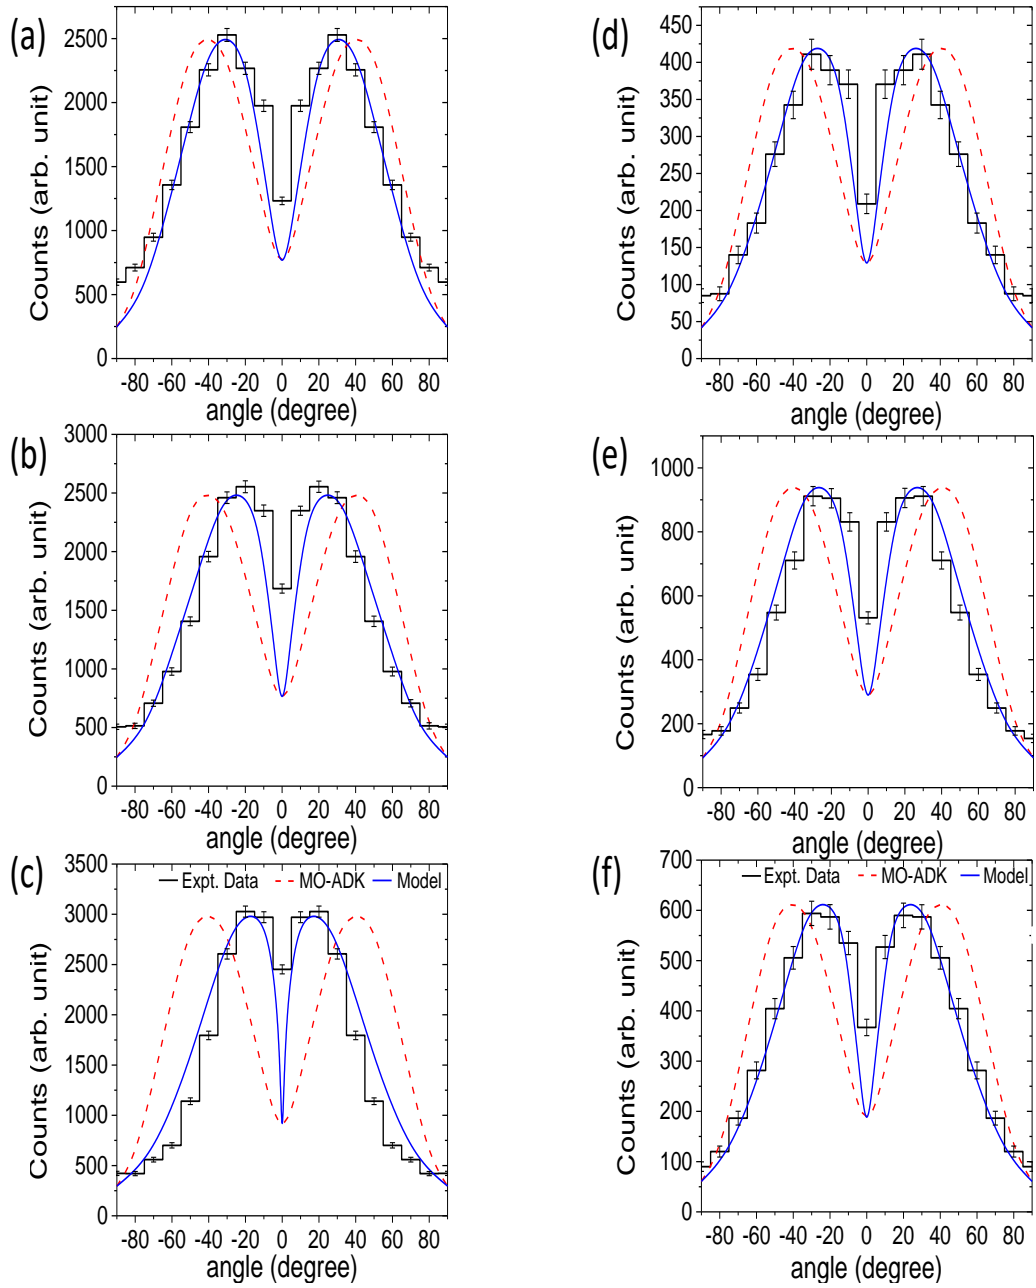 (a)
2500
2000
1500
1000
500
0
Counts (arb. unit)
-80 -60 -40 -20 0 20 40 60 80
angle (degree)
(d)
450
400
350
300
250
200
150
100
50
0
Counts (arb. unit)
-80 -60 -40 -20 0 20 40 60 80
angle (degree)
(b)
3000
2500
2000
1500
1000
500
0
Counts (arb. unit)
-80 -60 -40 -20 0 20 40 60 80
angle (degree)
(e)
1000
800
600
400
200
0
Counts (arb. unit)
-80 -60 -40 -20 0 20 40 60 80
angle (degree)
(c)
3500
3000
2500
2000
1500
1000
500
0
Counts (arb. unit)
Expt. Data MO-ADK Model
-80 -60 -40 -20 0 20 40 60 80
angle (degree)
(f)
700
600
500
400
300
200
100
0
Counts (arb. unit)
Expt. Data MO-ADK Model
-80 -60 -40 -20 0 20 40 60 80
angle (degree)